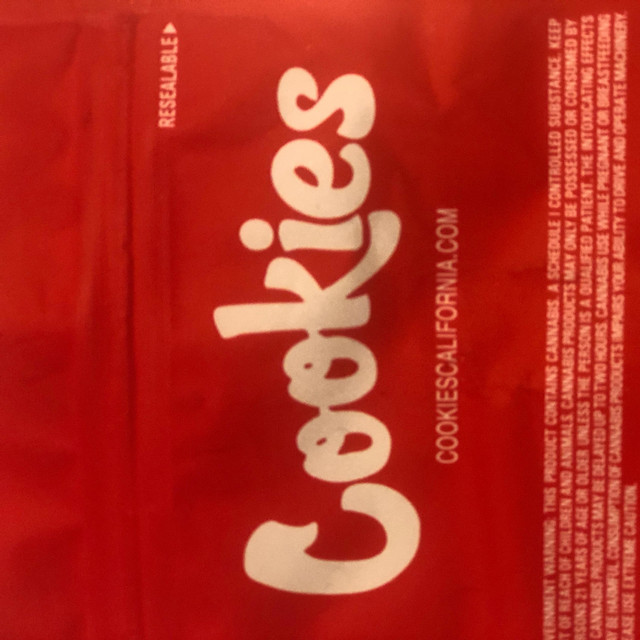 RESEALABLE
Cookies
COOKIESCALIFORNIA.COM
WARNING: THIS PRODUCT CONTAINS CANNABIS. A SCHEDULE I CONTROLLED SUBSTANCE. KEEP
OF REACH OF CHILDREN AND ANIMALS. CANNABIS PRODUCTS MAY ONLY BE POSSESSED OR CONSUMED BY
21 YEARS OF AGE OR OLDER UNLESS THE PERSON IS A QUALIFIED PATIENT. THE INTOXICATING EFFECTS
CANNABIS PRODUCTS MAY BE DELAYED UP TO TWO HOURS. CANNABIS USE WHILE PREGNANT OR BREASTFEEDING
BE HARMFUL. CONSUMPTION OF CANNABIS PRODUCTS IMPAIRS YOUR ABILITY TO DRIVE AND OPERATE MACHINERY.
USE EXTREME CAUTION.